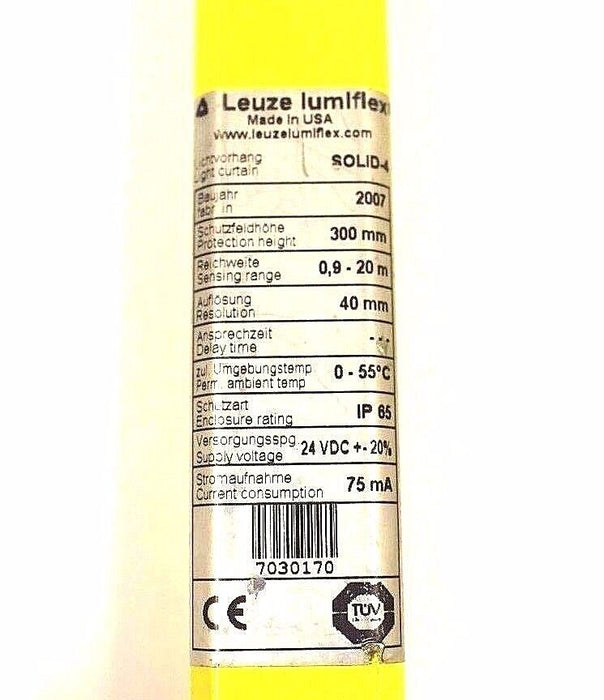 Leuze lumiflex
Made in USA
www.leuzelumiflex.com
Lichtvorhang
Light curtain
SOLID-4
Baujahr
fabr in
2007
Schutzfeldhöhe
Protection height
300 mm
Reichweite
Sensing range
0,9 - 20 m
Auflösung
Resolution
40 mm
Ansprechzeit
Delay time
---
zul. Umgebungstemp
Perm. ambient temp
0 - 55°C
Schutzart
Enclosure rating
IP 65
Versorgungsspg.
Supply voltage
24 VDC +- 20%
Stromaufnahme
Current consumption
75 mA
7030170
CE
TÜV